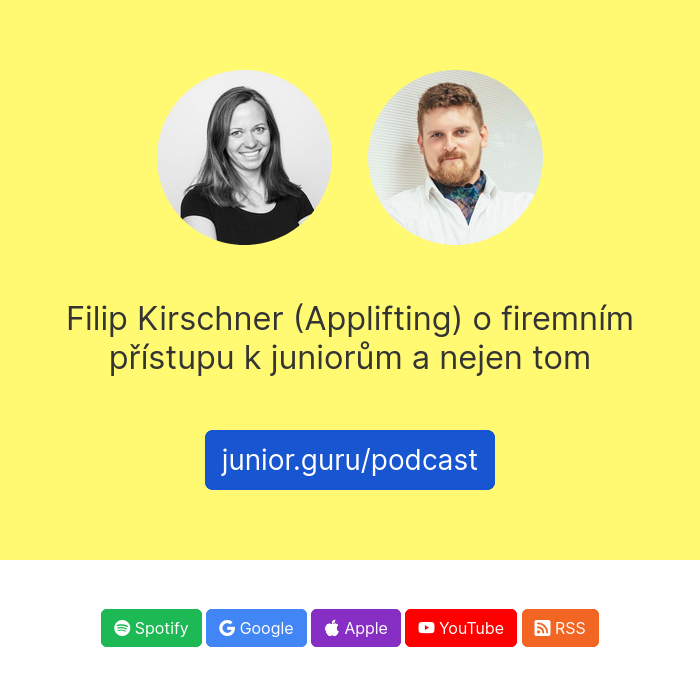 Filip Kirschner (Applifting) o firemním
přístupu k juniorům a nejen tom
junior.guru/podcast
Spotify Google Apple YouTube RSS